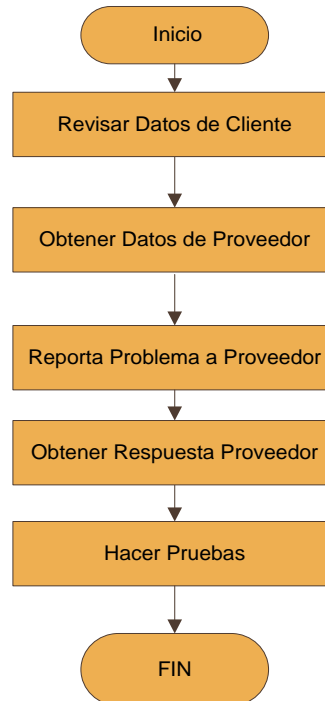 Inicio
Revisar Datos de Cliente
Obtener Datos de Proveedor
Reporta Problema a Proveedor
Obtener Respuesta Proveedor
Hacer Pruebas
FIN